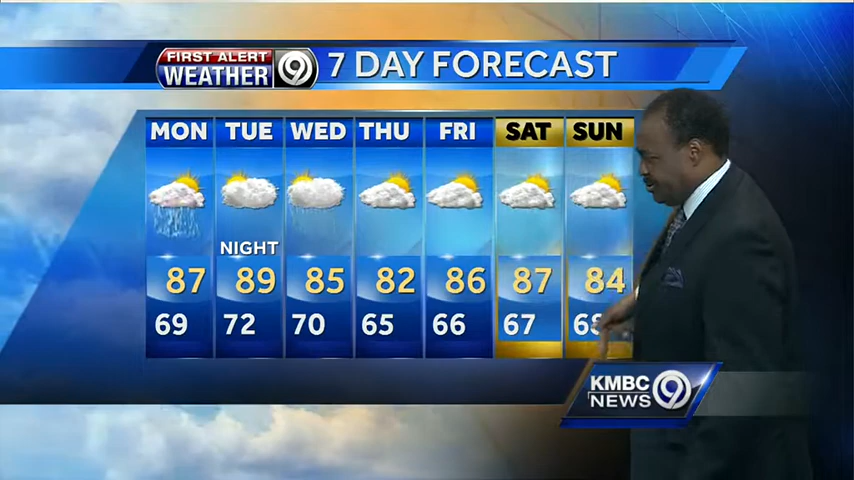 FIRST ALERT
WEATHER 9
7 DAY FORECAST
MON TUE WED THU FRI SAT SUN
NIGHT
87 89 85 82 86 87 84
69 72 70 65 66 67
KMBC 9
NEWS